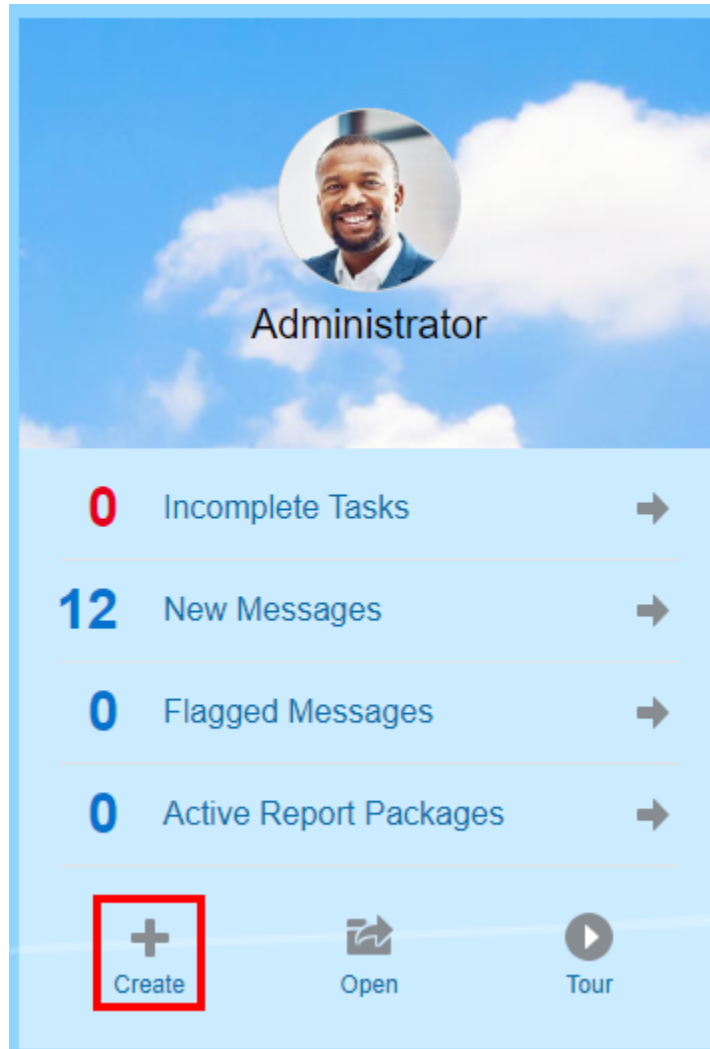 Administrator
0 Incomplete Tasks
12 New Messages
0 Flagged Messages
0 Active Report Packages
Create Open Tour